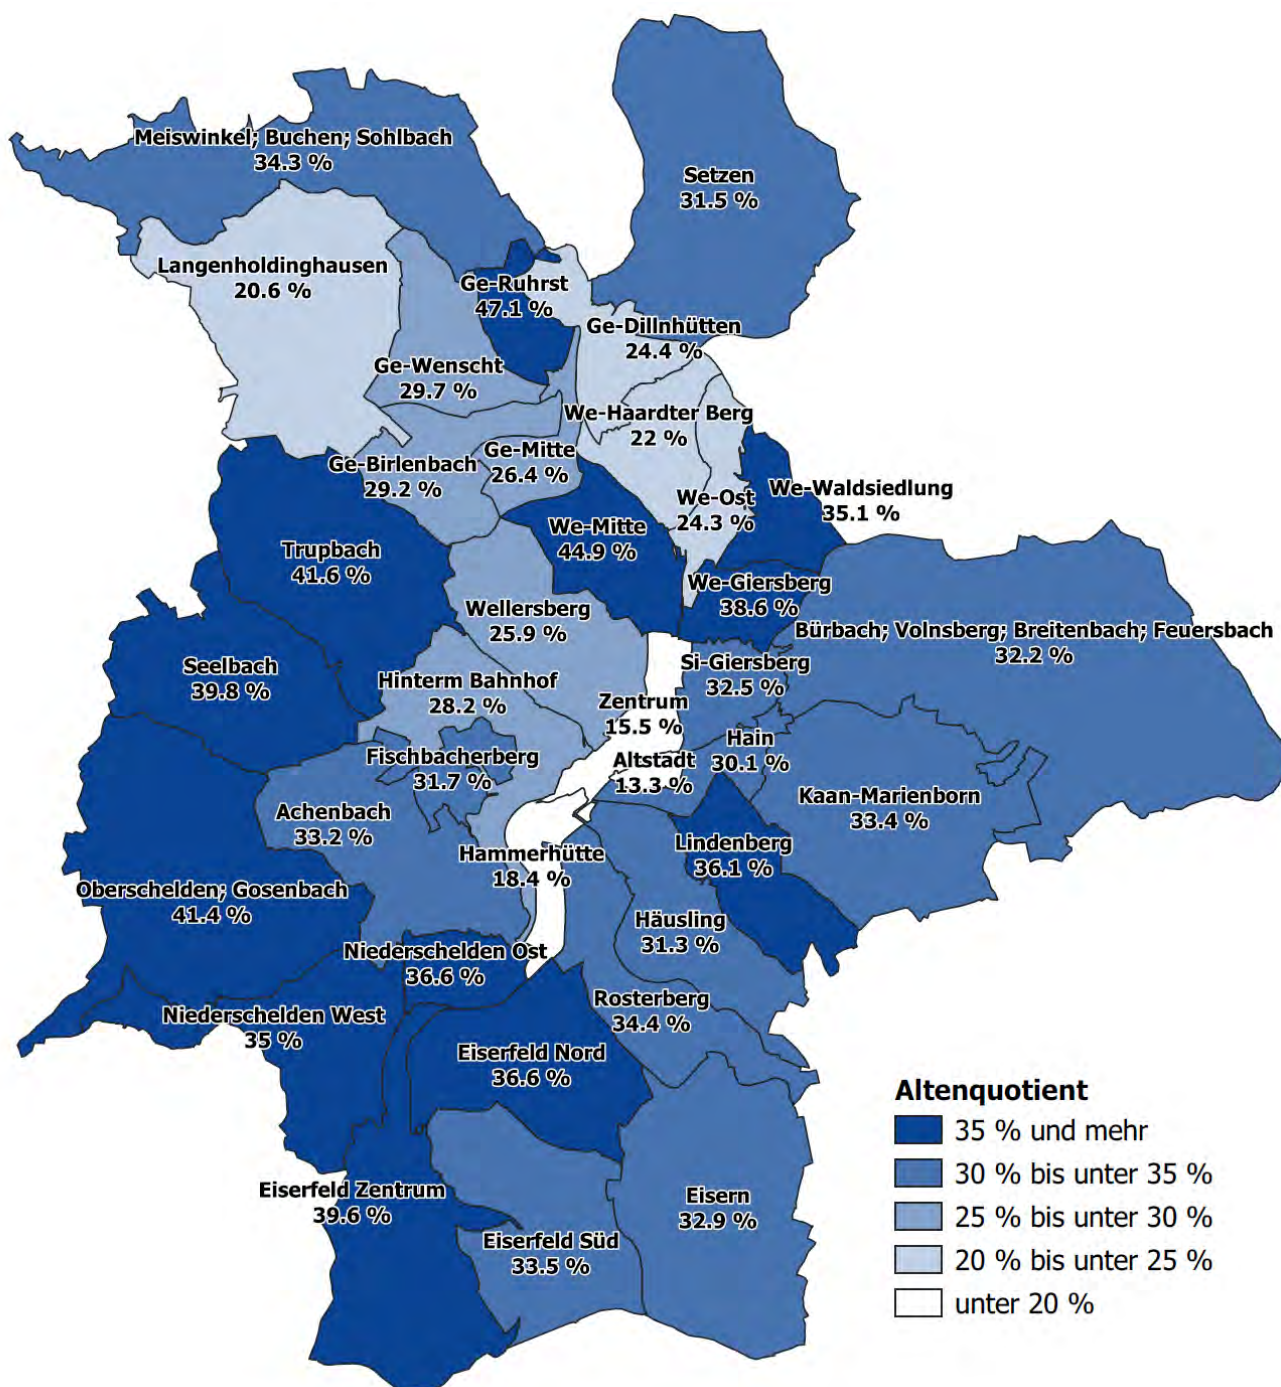 Meiswinkel; Buchen; Sohlbach
34.3 %
Setzen
31.5 %
Langenholdinghausen
20.6 %
Ge-Ruhrst
47.1 %
Ge-Dillnhütten
24.4 %
Ge-Wenscht
29.7 %
We-Haardter Berg
22 %
Ge-Mitte
26.4 %
Ge-Birlenbach
29.2 %
We-Ost
24.3 %
We-Waldsiedlung
35.1 %
We-Mitte
44.9 %
Trupbach
41.6 %
We-Giersberg
38.6 %
Wellersberg
25.9 %
Bürbach; Volnsberg; Breitenbach; Feuersbach
32.2 %
Seelbach
39.8 %
Hinterm Bahnhof
28.2 %
Si-Giersberg
32.5 %
Zentrum
15.5 %
Hain
30.1 %
Fischbacherberg
31.7 %
Altstadt
13.3 %
Kaan-Marienborn
33.4 %
Achenbach
33.2 %
Lindenberg
36.1 %
Hammerhütte
18.4 %
Oberschelden; Gosenbach
41.4 %
Häusling
31.3 %
Niederschelden Ost
36.6 %
Rosterberg
34.4 %
Niederschelden West
35 %
Eiserfeld Nord
36.6 %
Eiserfeld Zentrum
39.6 %
Eisern
32.9 %
Eiserfeld Süd
33.5 %
Altenquotient
35 % und mehr
30 % bis unter 35 %
25 % bis unter 30 %
20 % bis unter 25 %
unter 20 %